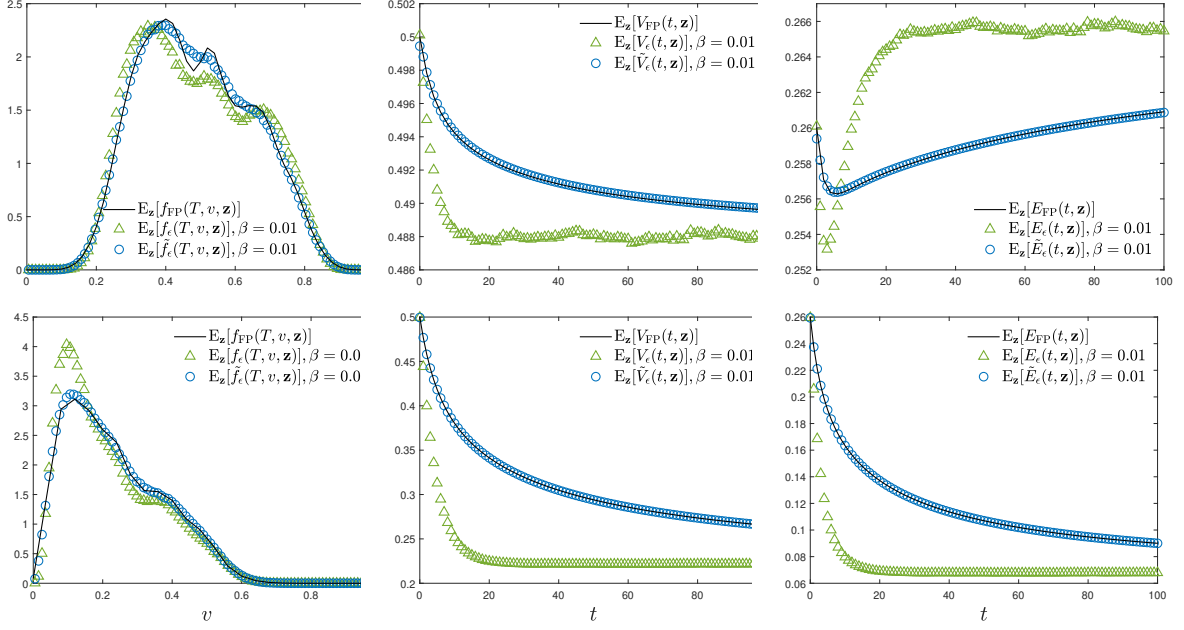 2.5
2
1.5
1
0.5
0
E_z[f_FP(T, v, z)]
E_z[f_ϵ(T, v, z)], β = 0.01
E_z[f̃_ϵ(T, v, z)], β = 0.01
0 0.2 0.4 0.6 0.8
0.502
0.5
0.498
0.496
0.494
0.492
0.49
0.488
0.486
E_z[V_FP(t, z)]
E_z[V_ϵ(t, z)], β = 0.01
E_z[Ṽ_ϵ(t, z)], β = 0.01
0 20 40 60 80
0.266
0.264
0.262
0.26
0.258
0.256
0.254
0.252
E_z[E_FP(t, z)]
E_z[E_ϵ(t, z)], β = 0.01
E_z[Ẽ_ϵ(t, z)], β = 0.01
0 20 40 60 80 100
4.5
4
3.5
3
2.5
2
1.5
1
0.5
0
E_z[f_FP(T, v, z)]
E_z[f_ϵ(T, v, z)], β = 0.0
E_z[f̃_ϵ(T, v, z)], β = 0.0
0 0.2 0.4 0.6 0.8
v
0.5
0.45
0.4
0.35
0.3
0.25
0.2
E_z[V_FP(t, z)]
E_z[V_ϵ(t, z)], β = 0.01
E_z[Ṽ_ϵ(t, z)], β = 0.01
0 20 40 60 80
t
0.26
0.24
0.22
0.2
0.18
0.16
0.14
0.12
0.1
0.08
0.06
E_z[E_FP(t, z)]
E_z[E_ϵ(t, z)], β = 0.01
E_z[Ẽ_ϵ(t, z)], β = 0.01
0 20 40 60 80 100
t